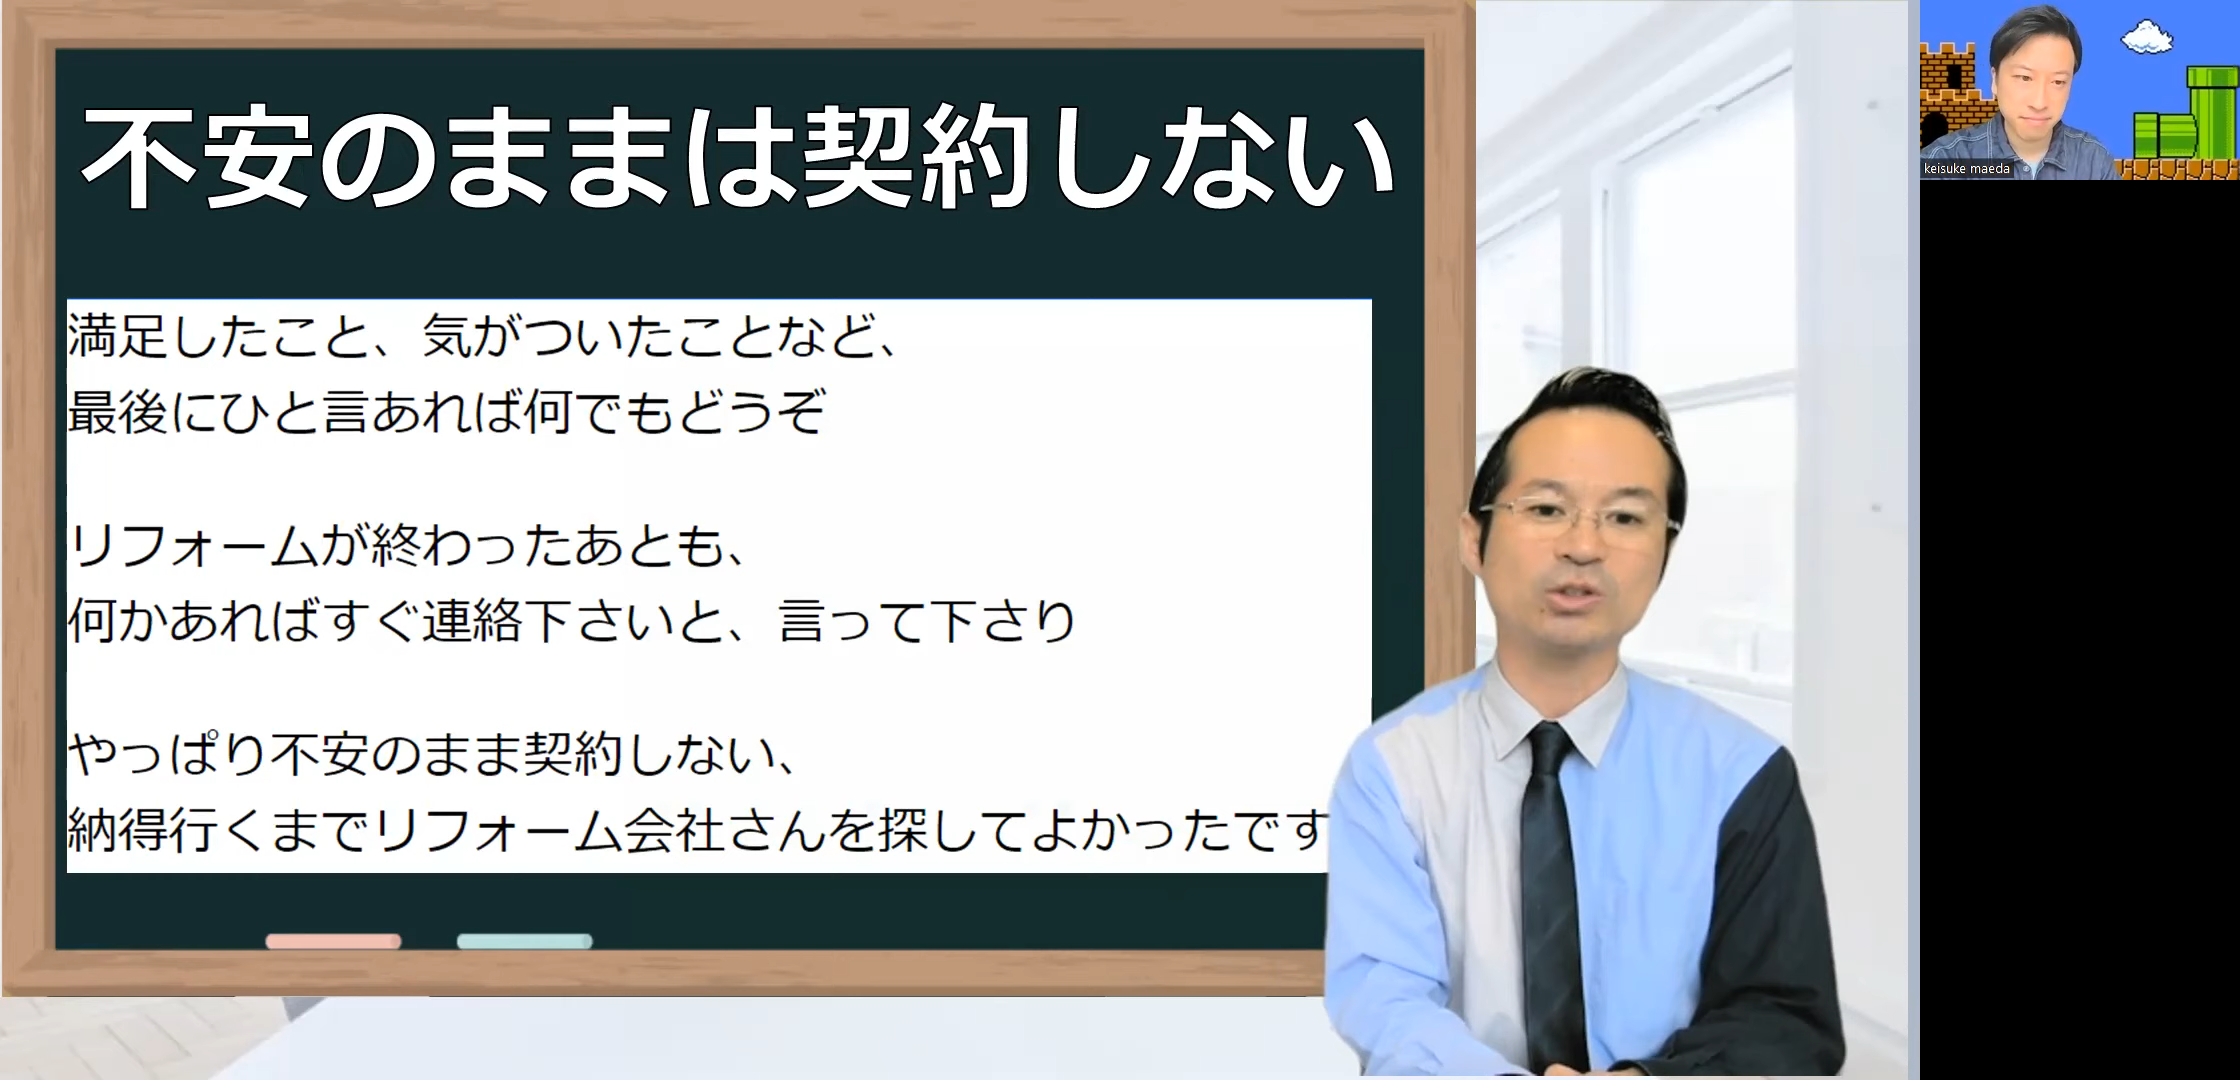 不安のままは契約しない
満足したこと、気がついたことなど、
最後にひと言あれば何でもどうぞ
リフォームが終わったあとも、
何かあればすぐ連絡下さいと、言って下さり
やっぱり不安のまま契約しない、
納得行くまでリフォーム会社さんを探してよかったです
keisuke maeda